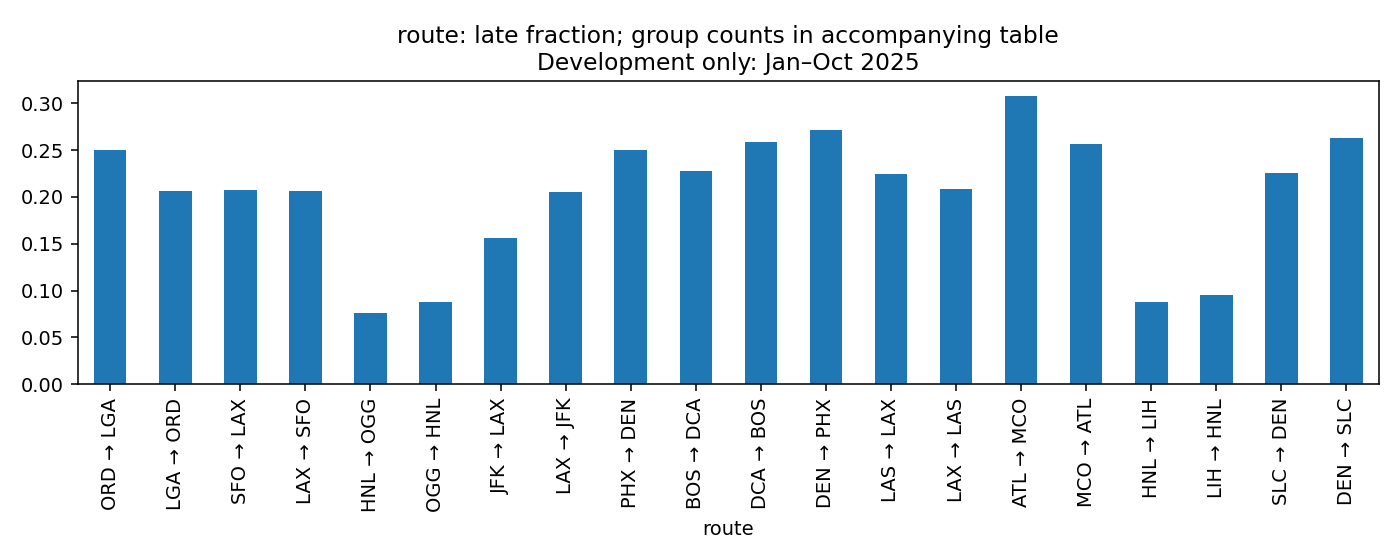 route: late fraction; group counts in accompanying table
Development only: Jan–Oct 2025
0.30
0.25
0.20
0.15
0.10
0.05
0.00
ORD → LGA
LGA → ORD
SFO → LAX
LAX → SFO
HNL → OGG
OGG → HNL
JFK → LAX
LAX → JFK
PHX → DEN
BOS → DCA
DCA → BOS
DEN → PHX
LAS → LAX
LAX → LAS
ATL → MCO
MCO → ATL
HNL → LIH
LIH → HNL
SLC → DEN
DEN → SLC
route